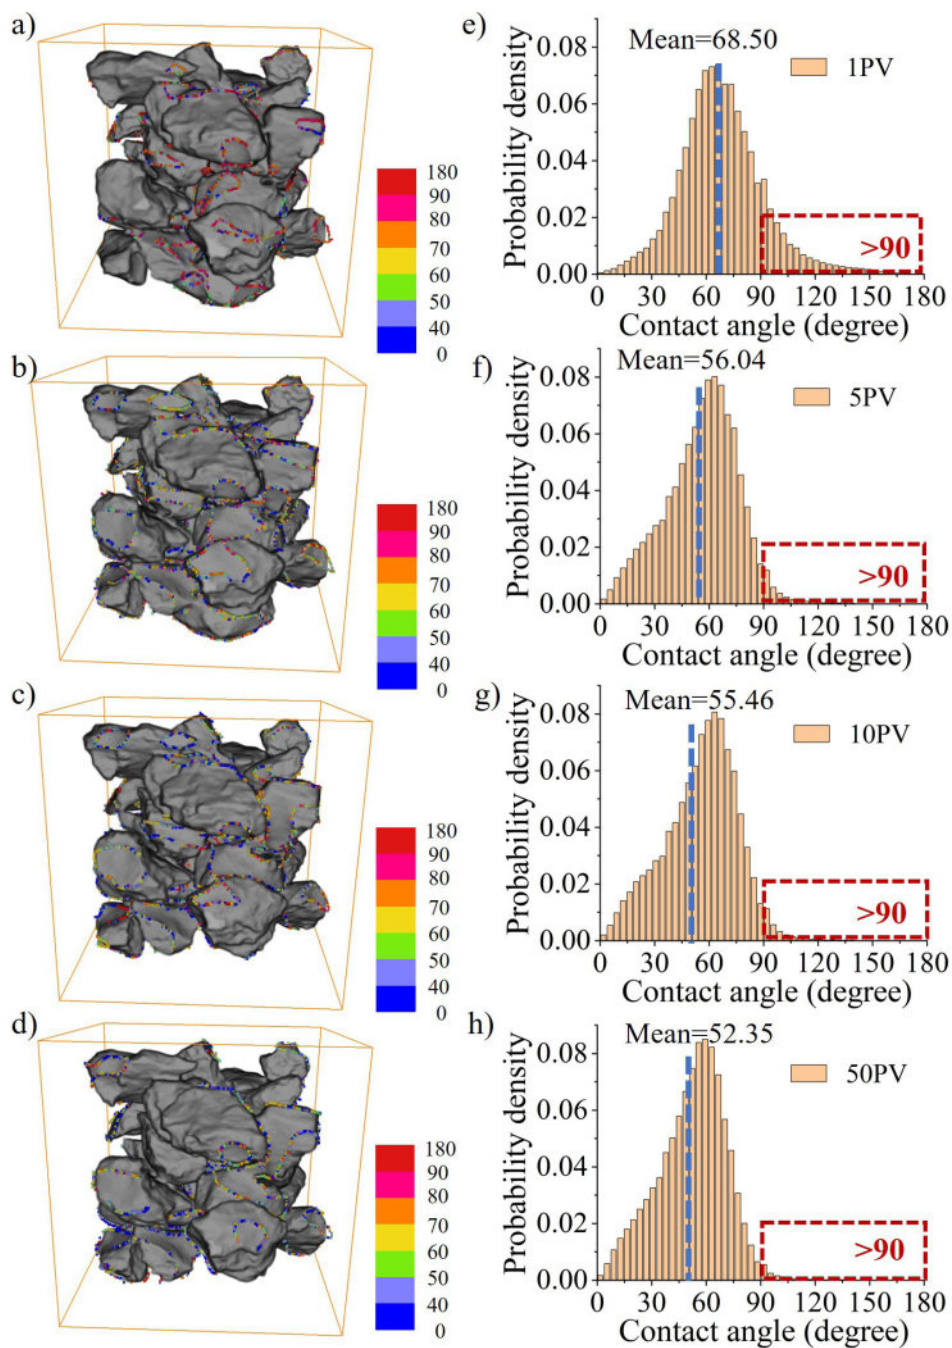 a)
180
90
80
70
60
50
40
0
e)
Mean=68.50
1PV
Probability density
0.08
0.06
0.04
0.02
0.00
>90
0 30 60 90 120 150 180
Contact angle (degree)
b)
180
90
80
70
60
50
40
0
f)
Mean=56.04
5PV
Probability density
0.08
0.06
0.04
0.02
0.00
>90
0 30 60 90 120 150 180
Contact angle (degree)
c)
180
90
80
70
60
50
40
0
g)
Mean=55.46
10PV
Probability density
0.08
0.06
0.04
0.02
0.00
>90
0 30 60 90 120 150 180
Contact angle (degree)
d)
180
90
80
70
60
50
40
0
h)
Mean=52.35
50PV
Probability density
0.08
0.06
0.04
0.02
0.00
>90
0 30 60 90 120 150 180
Contact angle (degree)